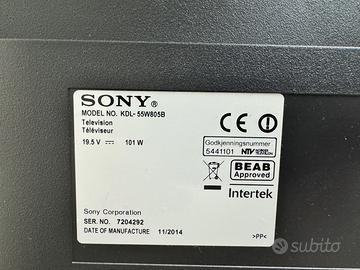 SONY®
MODEL NO. KDL- 55W805B
Television
Téléviseur
19.5 V 101 W
CE
Godkjenningsnummer
5441101 NTV
BEAB
Approved
Intertek
Sony Corporation
SER. NO. 7204292
DATE OF MANUFACTURE 11/2014
>PP<
subito